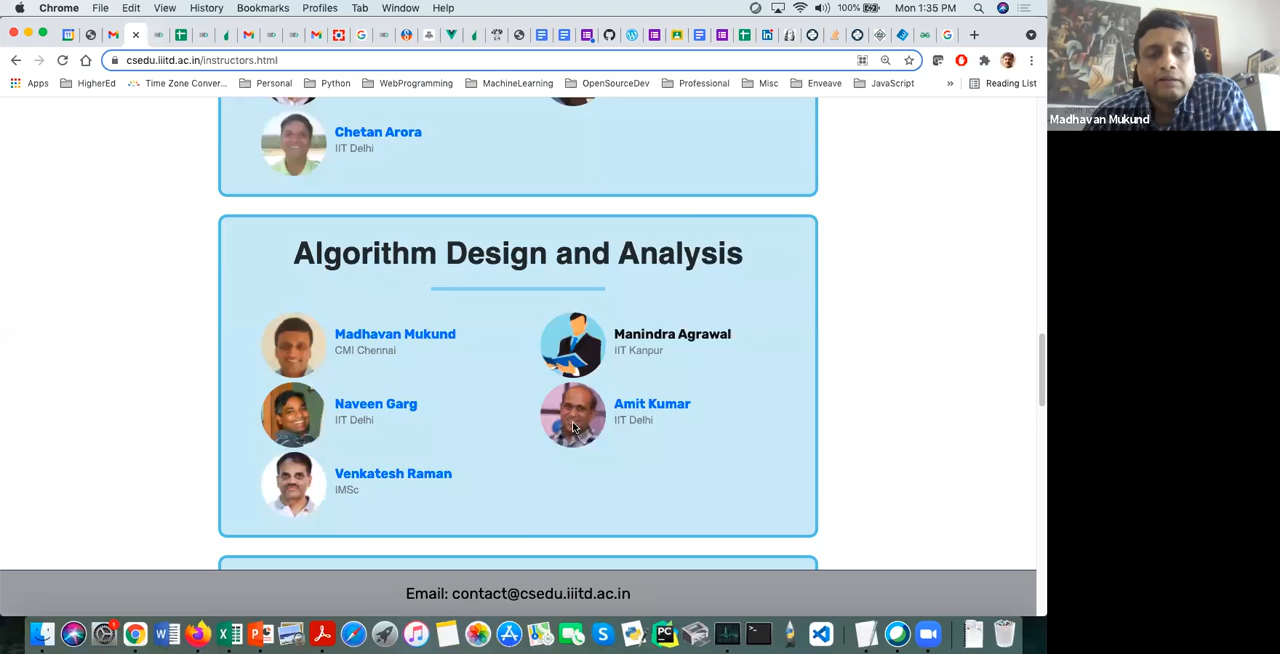 Chrome File Edit View History Bookmarks Profiles Tab Window Help 100% Mon 1:35 PM
csedu.iiitd.ac.in/instructors.html
Apps HigherEd Time Zone Conver... Personal Python WebProgramming MachineLearning OpenSourceDev Professional Misc Enveave JavaScript » Reading List
Madhavan Mukund
Chetan Arora
IIT Delhi
Algorithm Design and Analysis
Madhavan Mukund
CMI Chennai
Manindra Agrawal
IIT Kanpur
Naveen Garg
IIT Delhi
Amit Kumar
IIT Delhi
Venkatesh Raman
IMSc
Email: contact@csedu.iiitd.ac.in